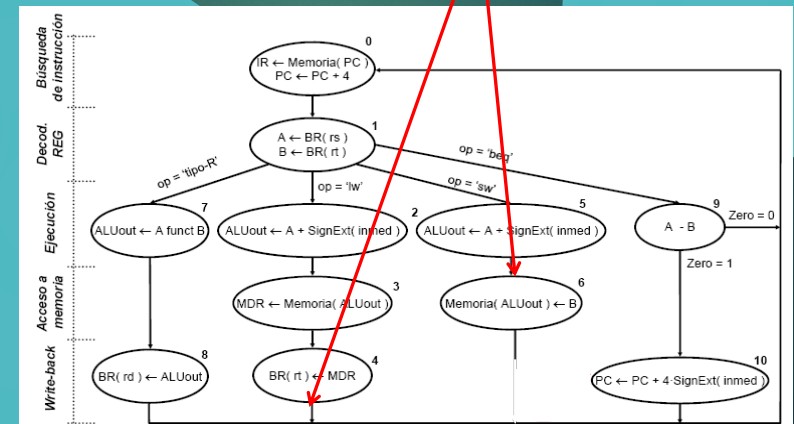 Búsqueda
de instrucción
0
IR ← Memoria( PC )
PC ← PC + 4
Decod.
REG
1
A ← BR( rs )
B ← BR( rt )
op = 'tipo-R'
op = 'lw'
op = 'sw'
op = 'beq'
Ejecución
7
ALUout ← A funct B
2
ALUout ← A + SignExt( inmed )
5
ALUout ← A + SignExt( inmed )
9
A - B
Zero = 0
Zero = 1
Acceso a
memoria
3
MDR ← Memoria( ALUout )
6
Memoria( ALUout ) ← B
Write-back
8
BR( rd ) ← ALUout
4
BR( rt ) ← MDR
10
PC ← PC + 4·SignExt( inmed )